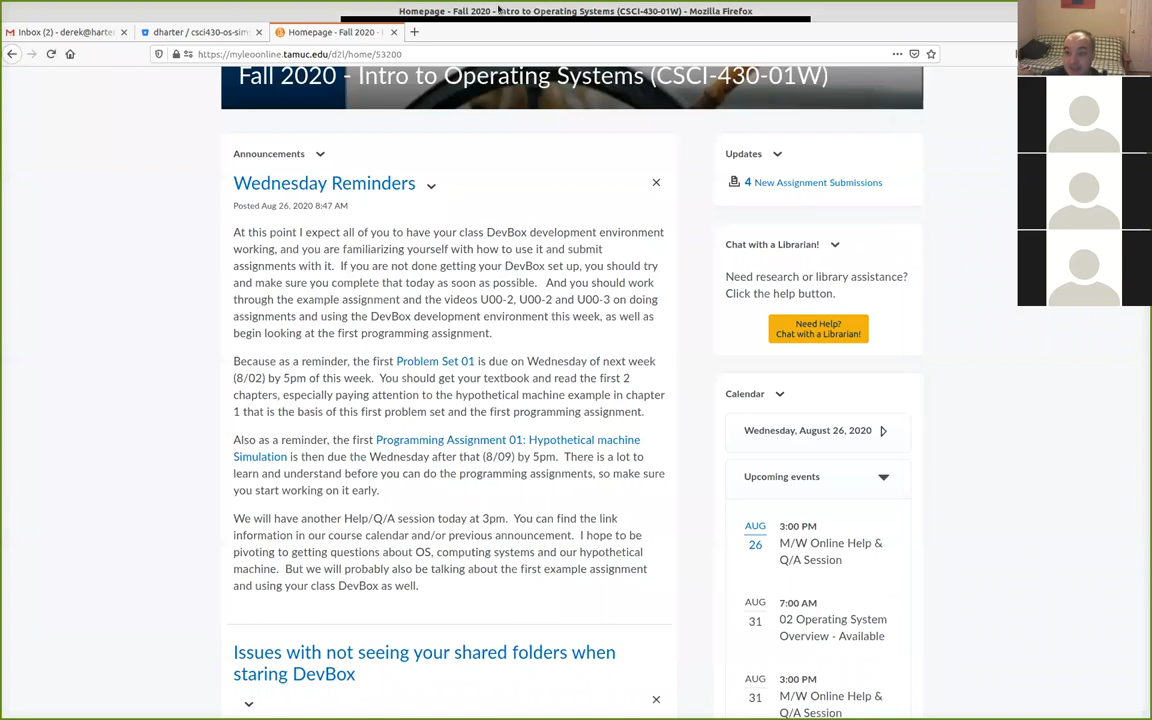 Homepage - Fall 2020 - Intro to Operating Systems (CSCI-430-01W) - Mozilla Firefox
Inbox (2) - derek@harte
dharter / csci430-os-sim
Homepage - Fall 2020 - I
https://myleoonline.tamuc.edu/d2l/home/53200
Fall 2020 - Intro to Operating Systems (CSCI-430-01W)
Announcements
Wednesday Reminders
Posted Aug 26, 2020 8:47 AM
At this point I expect all of you to have your class DevBox development environment
working, and you are familiarizing yourself with how to use it and submit
assignments with it. If you are not done getting your DevBox set up, you should try
and make sure you complete that today as soon as possible. And you should work
through the example assignment and the videos U00-2, U00-2 and U00-3 on doing
assignments and using the DevBox development environment this week, as well as
begin looking at the first programming assignment.
Because as a reminder, the first Problem Set 01 is due on Wednesday of next week
(8/02) by 5pm of this week. You should get your textbook and read the first 2
chapters, especially paying attention to the hypothetical machine example in chapter
1 that is the basis of this first problem set and the first programming assignment.
Also as a reminder, the first Programming Assignment 01: Hypothetical machine
Simulation is then due the Wednesday after that (8/09) by 5pm. There is a lot to
learn and understand before you can do the programming assignments, so make sure
you start working on it early.
We will have another Help/Q/A session today at 3pm. You can find the link
information in our course calendar and/or previous announcement. I hope to be
pivoting to getting questions about OS, computing systems and our hypothetical
machine. But we will probably also be talking about the first example assignment
and using your class DevBox as well.
Issues with not seeing your shared folders when
staring DevBox
Updates
4 New Assignment Submissions
Chat with a Librarian!
Need research or library assistance?
Click the help button.
Need Help?
Chat with a Librarian!
Calendar
Wednesday, August 26, 2020
Upcoming events
AUG
26
3:00 PM
M/W Online Help &
Q/A Session
AUG
31
7:00 AM
02 Operating System
Overview - Available
AUG
31
3:00 PM
M/W Online Help &
Q/A Session